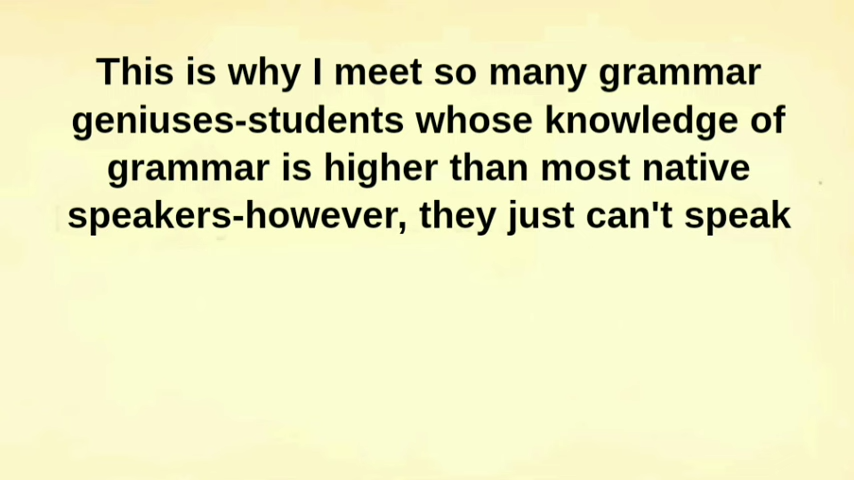 This is why I meet so many grammar
geniuses-students whose knowledge of
grammar is higher than most native
speakers-however, they just can't speak